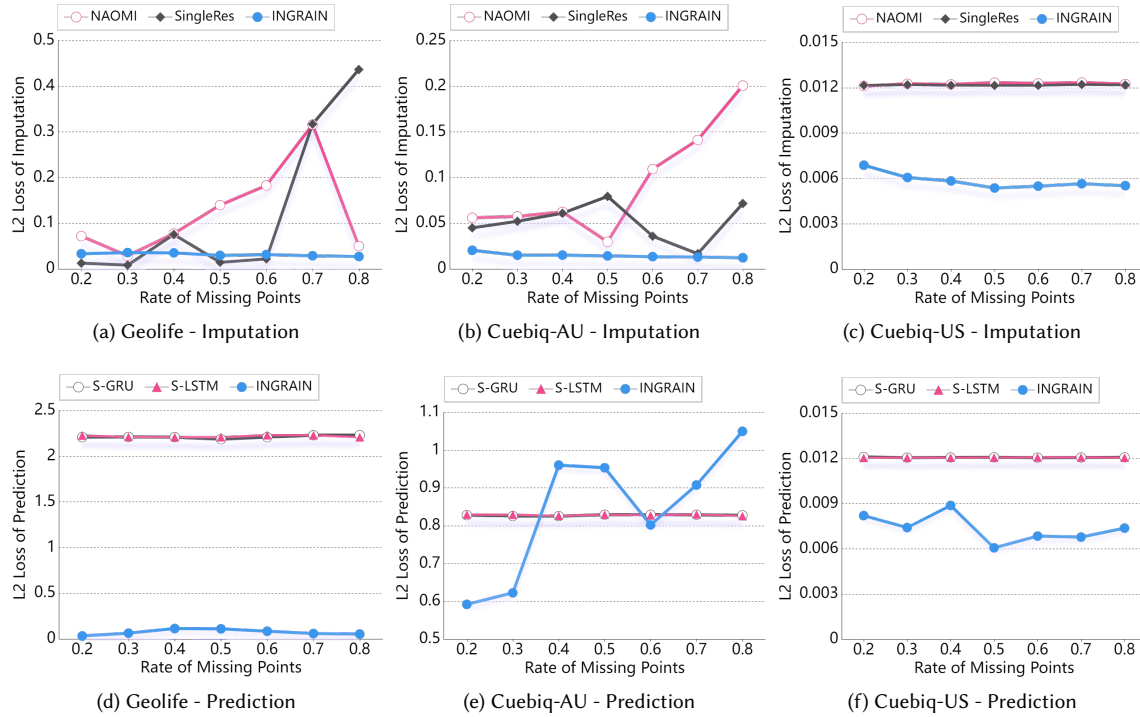 NAOMI SingleRes INGRAIN
0.5
0.4
0.3
0.2
0.1
0
L2 Loss of Imputation
0.2 0.3 0.4 0.5 0.6 0.7 0.8
Rate of Missing Points
(a) Geolife - Imputation
NAOMI SingleRes INGRAIN
0.25
0.2
0.15
0.1
0.05
0
L2 Loss of Imputation
0.2 0.3 0.4 0.5 0.6 0.7 0.8
Rate of Missing Points
(b) Cuebiq-AU - Imputation
NAOMI SingleRes INGRAIN
0.015
0.012
0.009
0.006
0.003
0
L2 Loss of Imputation
0.2 0.3 0.4 0.5 0.6 0.7 0.8
Rate of Missing Points
(c) Cuebiq-US - Imputation
S-GRU S-LSTM INGRAIN
2.5
2
1.5
1
0.5
0
L2 Loss of Prediction
0.2 0.3 0.4 0.5 0.6 0.7 0.8
Rate of Missing Points
(d) Geolife - Prediction
S-GRU S-LSTM INGRAIN
1.1
1
0.9
0.8
0.7
0.6
0.5
L2 Loss of Prediction
0.2 0.3 0.4 0.5 0.6 0.7 0.8
Rate of Missing Points
(e) Cuebiq-AU - Prediction
S-GRU S-LSTM INGRAIN
0.015
0.012
0.009
0.006
0.003
0
L2 Loss of Prediction
0.2 0.3 0.4 0.5 0.6 0.7 0.8
Rate of Missing Points
(f) Cuebiq-US - Prediction